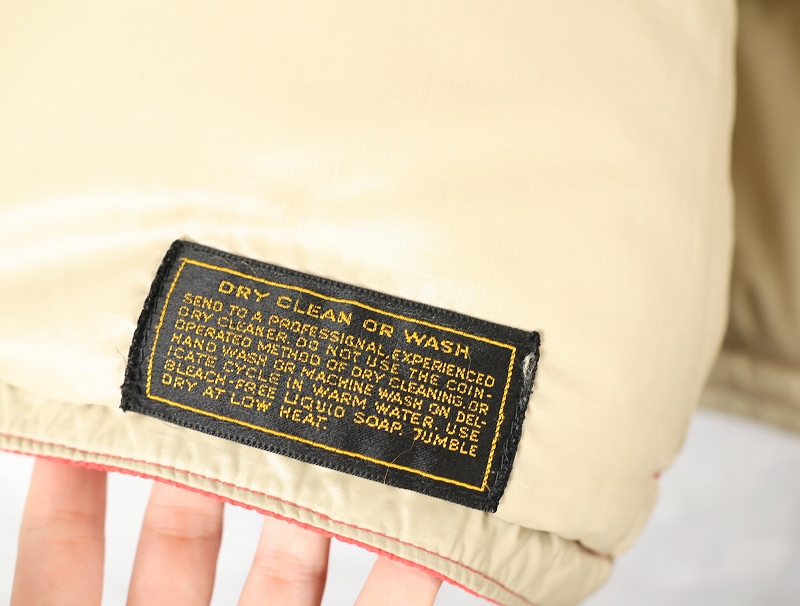 DRY CLEAN OR WASH
SEND TO A PROFESSIONAL, EXPERIENCED
DRY CLEANER. DO NOT USE THE COIN-
OPERATED METHOD OF DRY CLEANING, OR
HAND WASH OR MACHINE WASH ON DEL-
ICATE CYCLE IN WARM WATER. USE
BLEACH-FREE LIQUID SOAP. TUMBLE
DRY AT LOW HEAT.